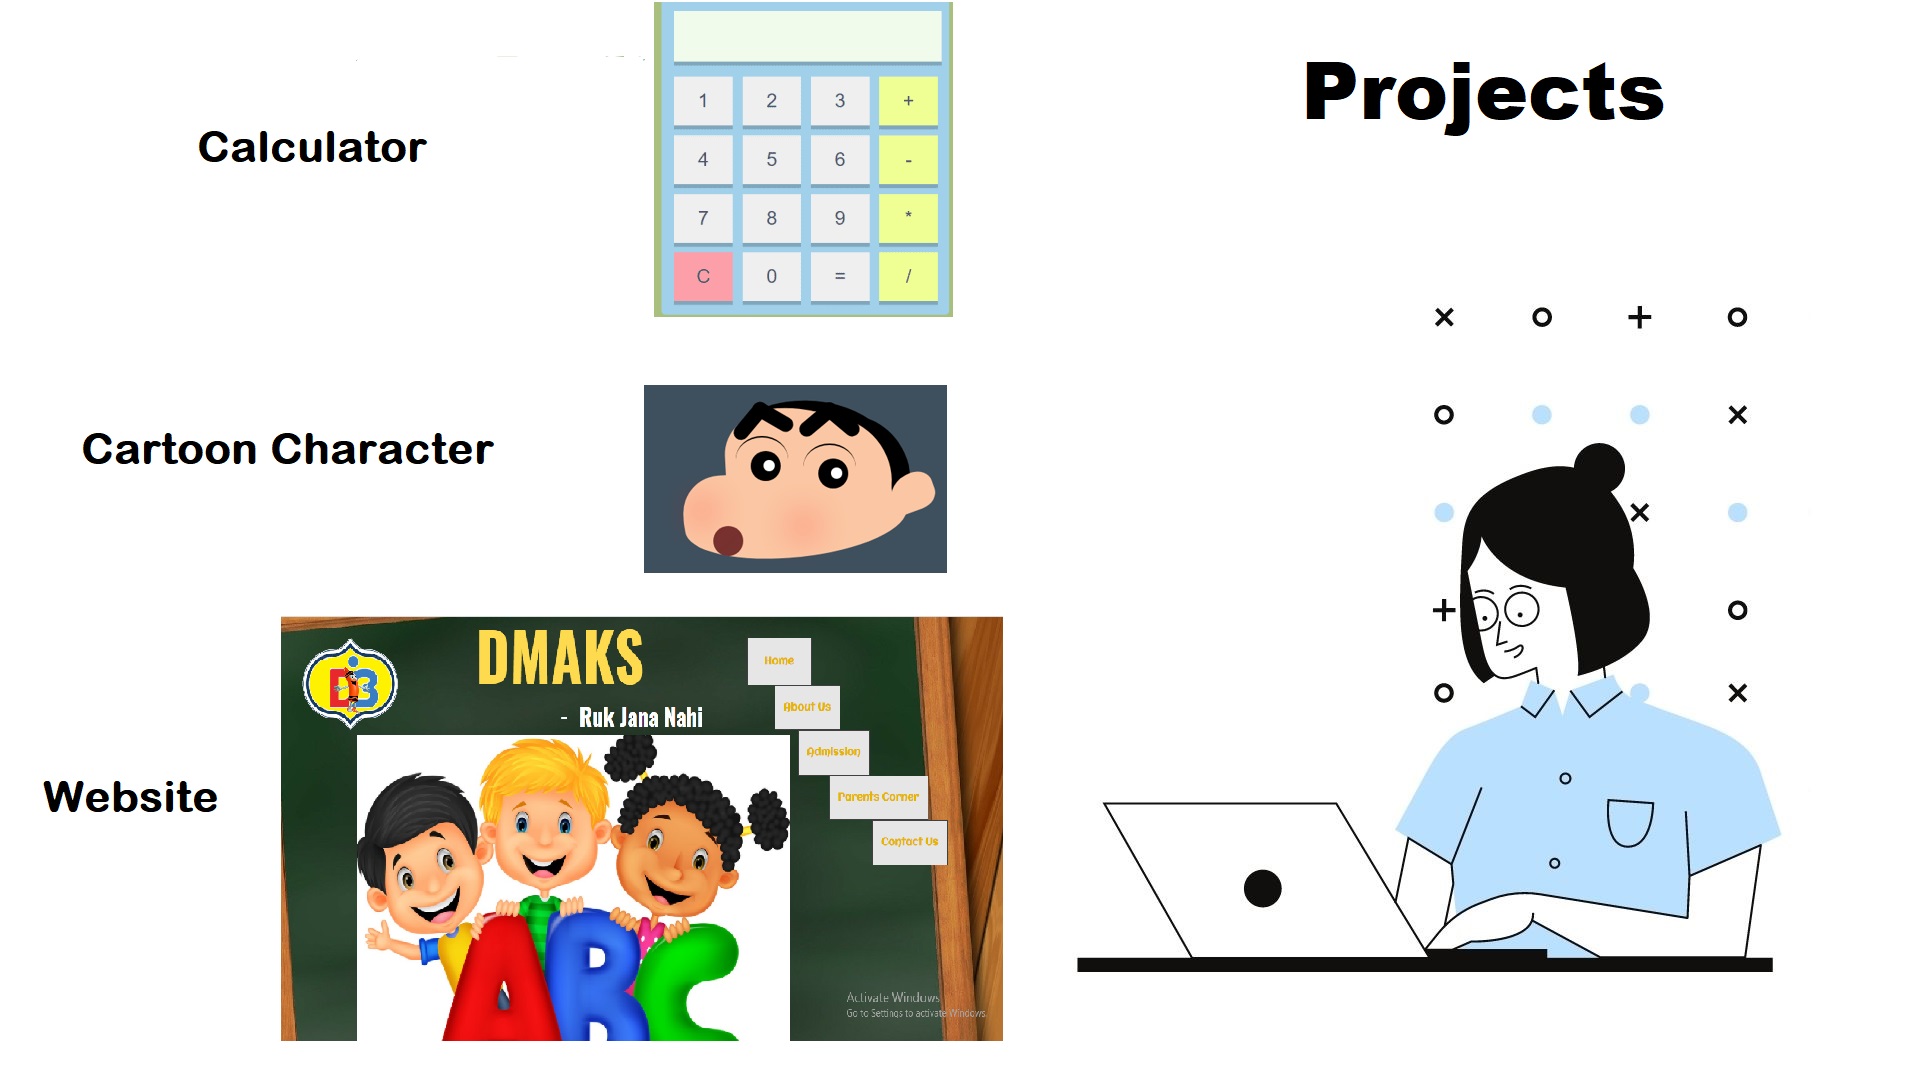 Projects
Calculator
1 2 3 +
4 5 6 -
7 8 9 *
C 0 = /
Cartoon Character
Website
DMAKS
- Ruk Jana Nahi
D3
Home
About Us
Admission
Parents Corner
Contact Us
ABC
Activate Windows
Go to Settings to activate Windows.